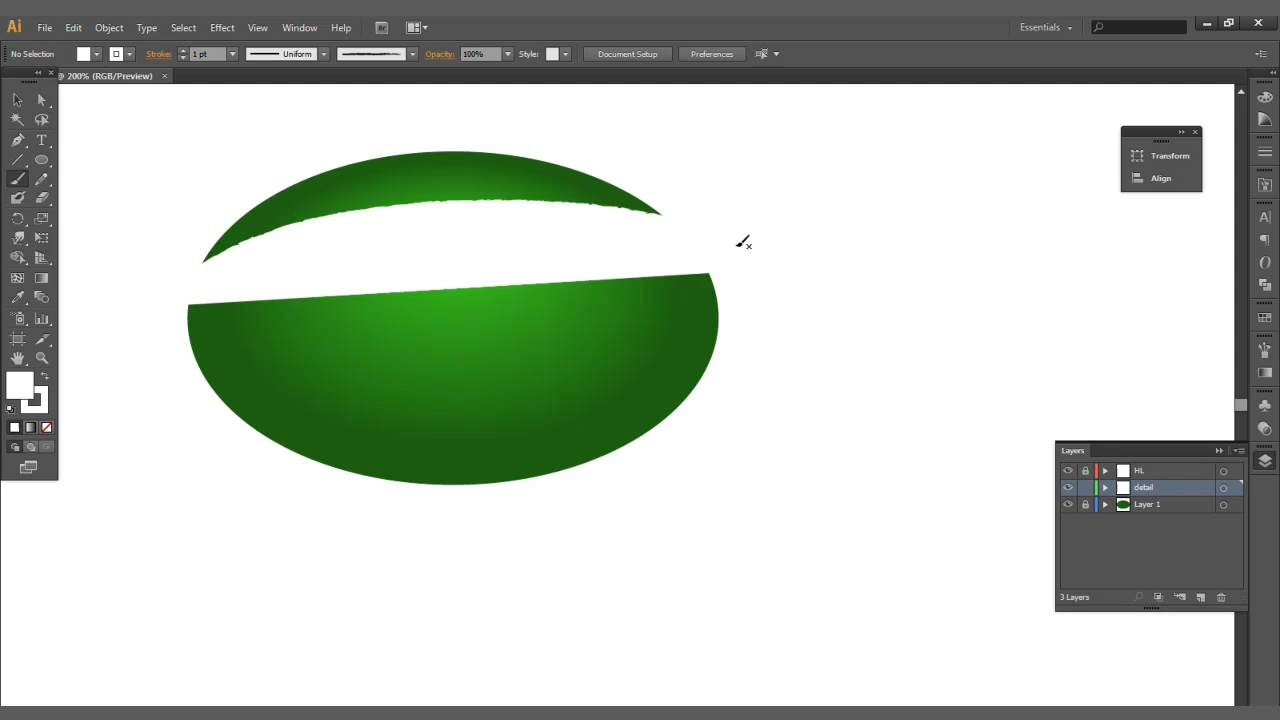 Ai File Edit Object Type Select Effect View Window Help Br Essentials
No Selection Stroke: 1 pt Uniform Opacity: 100% Style: Document Setup Preferences
@ 200% (RGB/Preview) ×
Transform
Align
Layers
HL
detail
Layer 1
3 Layers